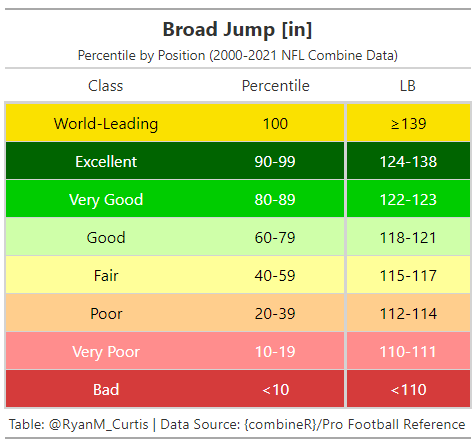 Broad Jump [in]
Percentile by Position (2000-2021 NFL Combine Data)
Class Percentile LB
World-Leading 100 ≥139
Excellent 90-99 124-138
Very Good 80-89 122-123
Good 60-79 118-121
Fair 40-59 115-117
Poor 20-39 112-114
Very Poor 10-19 110-111
Bad <10 <110
Table: @RyanM_Curtis | Data Source: {combineR}/Pro Football Reference